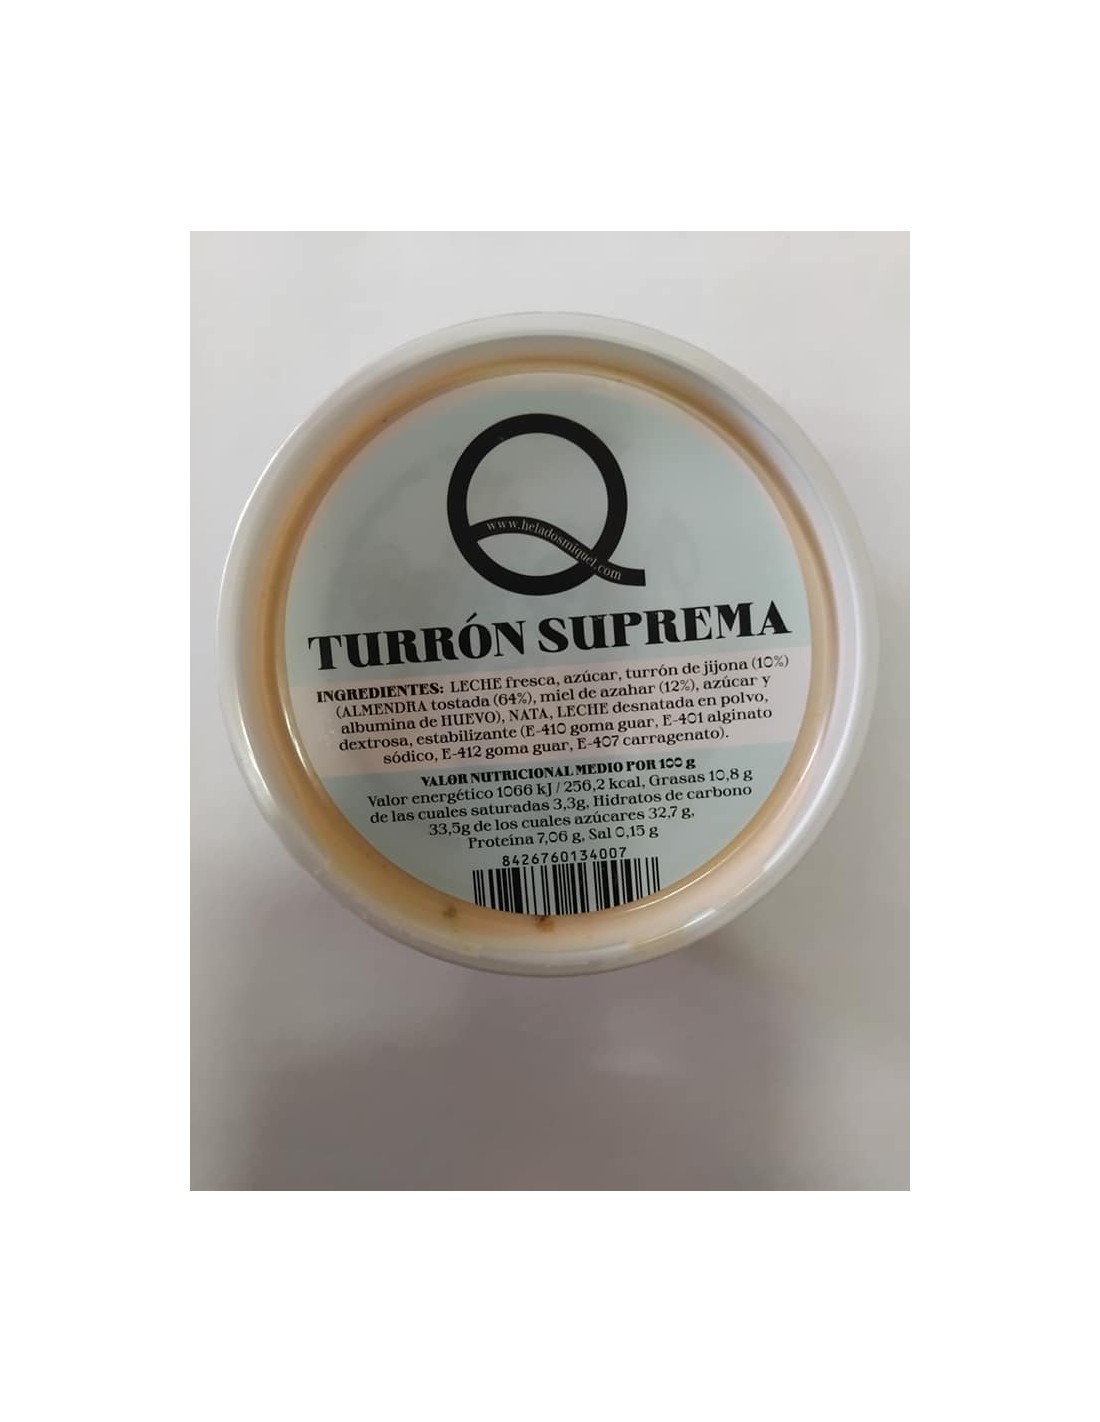 Q
www.heladosmiquel.com
TURRÓN SUPREMA
INGREDIENTES: LECHE fresca, azúcar, turrón de jijona (10%)
(ALMENDRA tostada (64%), miel de azahar (12%), azúcar y
albumina de HUEVO), NATA, LECHE desnatada en polvo,
dextrosa, estabilizante (E-410 goma guar, E-401 alginato
sódico, E-412 goma guar, E-407 carragenato).
VALOR NUTRICIONAL MEDIO POR 100 g
Valor energético 1066 kJ / 256,2 kcal, Grasas 10,8 g
de las cuales saturadas 3,3g, Hidratos de carbono
33,5g de los cuales azúcares 32,7 g,
Proteína 7,06 g, Sal 0,15 g
8426760134007